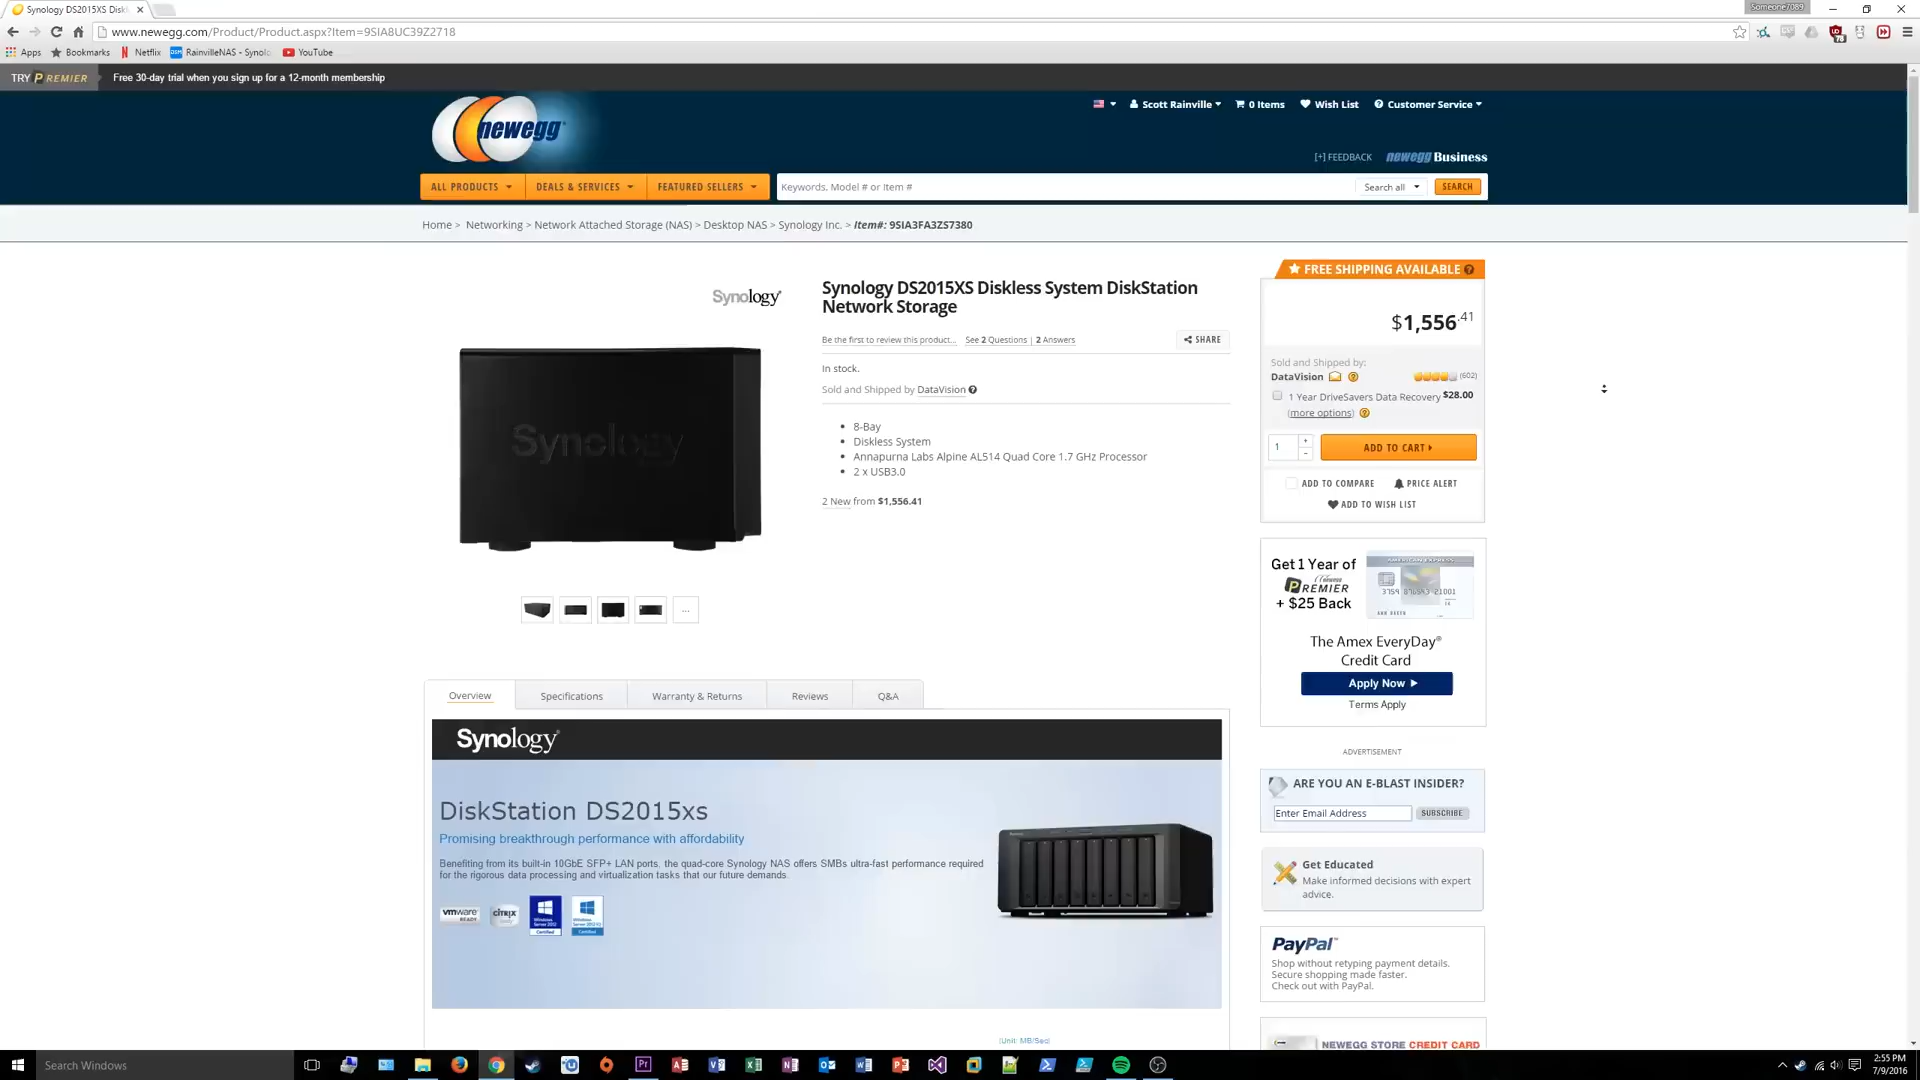 Synology DS2015XS Diskl
Someone7089
www.newegg.com/Product/Product.aspx?Item=9SIA8UC39Z2718
Apps
Bookmarks
Netflix
RainvilleNAS - Synolo
YouTube
TRY PREMIER
Free 30-day trial when you sign up for a 12-month membership
newegg
Scott Rainville
0 Items
Wish List
Customer Service
[+] FEEDBACK
newegg Business
ALL PRODUCTS
DEALS & SERVICES
FEATURED SELLERS
Keywords, Model # or Item #
Search all
SEARCH
Home > Networking > Network Attached Storage (NAS) > Desktop NAS > Synology Inc. > Item#: 9SIA3FA3ZS7380
Synology
Synology
Synology DS2015XS Diskless System DiskStation
Network Storage
Be the first to review this product...
See 2 Questions | 2 Answers
SHARE
In stock.
Sold and Shipped by DataVision
• 8-Bay
• Diskless System
• Annapurna Labs Alpine AL514 Quad Core 1.7 GHz Processor
• 2 x USB3.0
2 New from $1,556.41
...
FREE SHIPPING AVAILABLE
$1,556.41
Sold and Shipped by:
DataVision
(602)
1 Year DriveSavers Data Recovery $28.00
(more options)
1
+
-
ADD TO CART
ADD TO COMPARE
PRICE ALERT
ADD TO WISH LIST
Get 1 Year of
PREMIER
+ $25 Back
AMERICAN EXPRESS
The Amex EveryDay®
Credit Card
Apply Now
Terms Apply
ADVERTISEMENT
ARE YOU AN E-BLAST INSIDER?
Enter Email Address
SUBSCRIBE
Get Educated
Make informed decisions with expert
advice.
PayPal™
Shop without retyping payment details.
Secure shopping made faster.
Check out with PayPal.
NEWEGG STORE CREDIT CARD
Overview
Specifications
Warranty & Returns
Reviews
Q&A
Synology
DiskStation DS2015xs
Promising breakthrough performance with affordability
Benefiting from its built-in 10GbE SFP+ LAN ports, the quad-core Synology NAS offers SMBs ultra-fast performance required
for the rigorous data processing and virtualization tasks that our future demands.
vmware
READY
CITRIX
(Unit: MB/Sec)
Search Windows
2:55 PM
7/9/2016